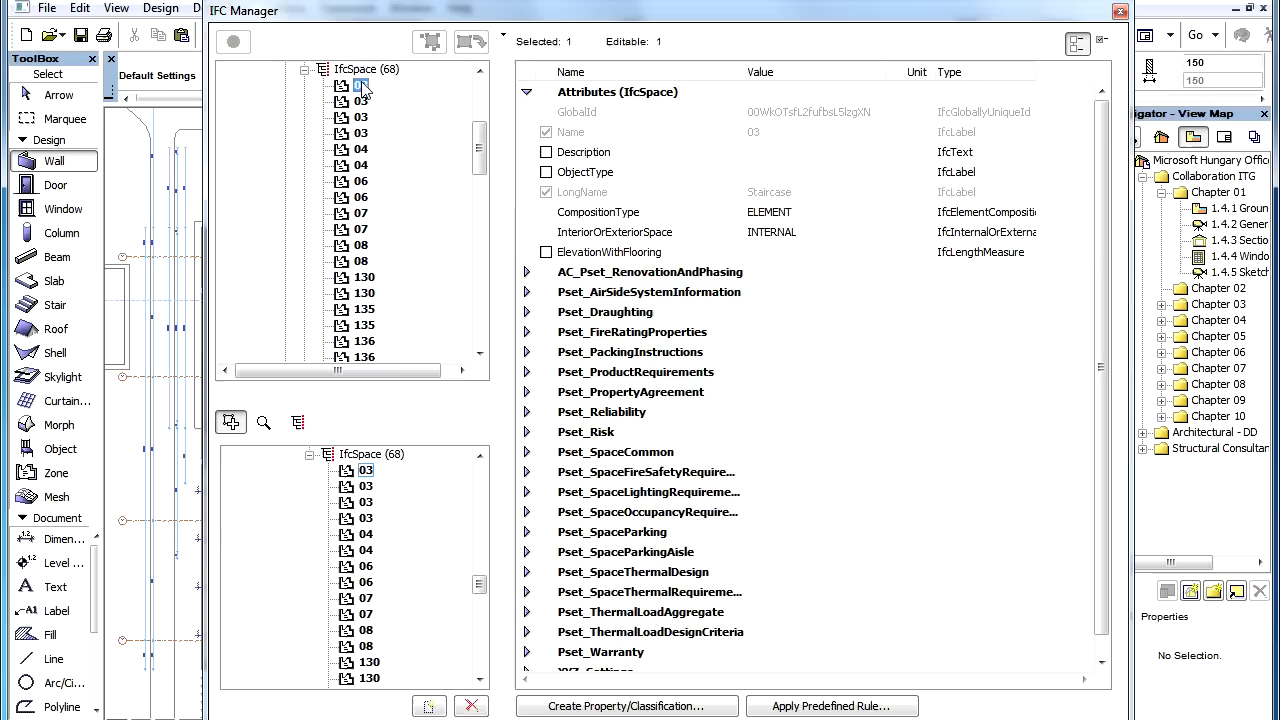 File Edit View Design
IFC Manager
Default Settings
ToolBox
Select
Arrow
Marquee
Design
Wall
Door
Window
Column
Beam
Slab
Stair
Roof
Shell
Skylight
Curtain...
Morph
Object
Zone
Mesh
Document
Dimen...
Level ...
Text
A1 Label
Fill
Line
Arc/Ci...
Polyline
IfcSpace (68)
03
03
03
04
04
06
06
07
07
08
08
130
130
135
135
136
136
IfcSpace (68)
03
03
03
03
04
04
06
06
07
07
08
08
130
130
Selected: 1 Editable: 1
Name Value Unit Type
Attributes (IfcSpace)
GlobalId 00WkOTsfL2fufbsL5lzgXN IfcGloballyUniqueId
Name 03 IfcLabel
Description IfcText
ObjectType IfcLabel
LongName Staircase IfcLabel
CompositionType ELEMENT IfcElementCompositi
InteriorOrExteriorSpace INTERNAL IfcInternalOrExterna
ElevationWithFlooring IfcLengthMeasure
AC_Pset_RenovationAndPhasing
Pset_AirSideSystemInformation
Pset_Draughting
Pset_FireRatingProperties
Pset_PackingInstructions
Pset_ProductRequirements
Pset_PropertyAgreement
Pset_Reliability
Pset_Risk
Pset_SpaceCommon
Pset_SpaceFireSafetyRequire...
Pset_SpaceLightingRequireme...
Pset_SpaceOccupancyRequire...
Pset_SpaceParking
Pset_SpaceParkingAisle
Pset_SpaceThermalDesign
Pset_SpaceThermalRequireme...
Pset_ThermalLoadAggregate
Pset_ThermalLoadDesignCriteria
Pset_Warranty
Create Property/Classification... Apply Predefined Rule...
Go
150
150
igator - View Map
Microsoft Hungary Offic
Collaboration ITG
Chapter 01
1.4.1 Groun
1.4.2 Gener
1.4.3 Sectio
1.4.4 Windo
1.4.5 Sketc
Chapter 02
Chapter 03
Chapter 04
Chapter 05
Chapter 06
Chapter 07
Chapter 08
Chapter 09
Chapter 10
Architectural - DD
Structural Consultar
Properties
No Selection.